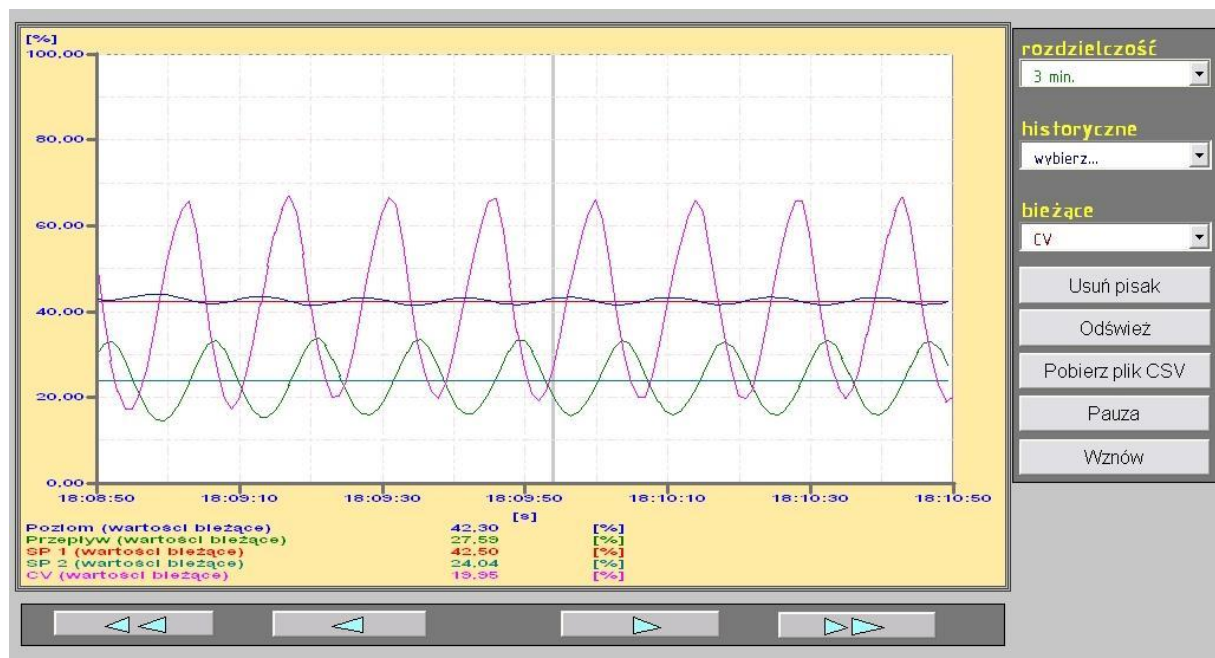 [%]
100,00
80,00
60,00
40,00
20,00
0,00
18:08:50 18:09:10 18:09:30 18:09:50 18:10:10 18:10:30 18:10:50
[s]
Poziom (wartości bieżące) 42,30 [%]
Przepływ (wartości bieżące) 27,59 [%]
SP 1 (wartości bieżące) 42,50 [%]
SP 2 (wartości bieżące) 24,04 [%]
CV (wartości bieżące) 19,95 [%]
rozdzielczość
3 min.
historyczne
wybierz...
bieżące
CV
Usuń pisak
Odśwież
Pobierz plik CSV
Pauza
Wznów